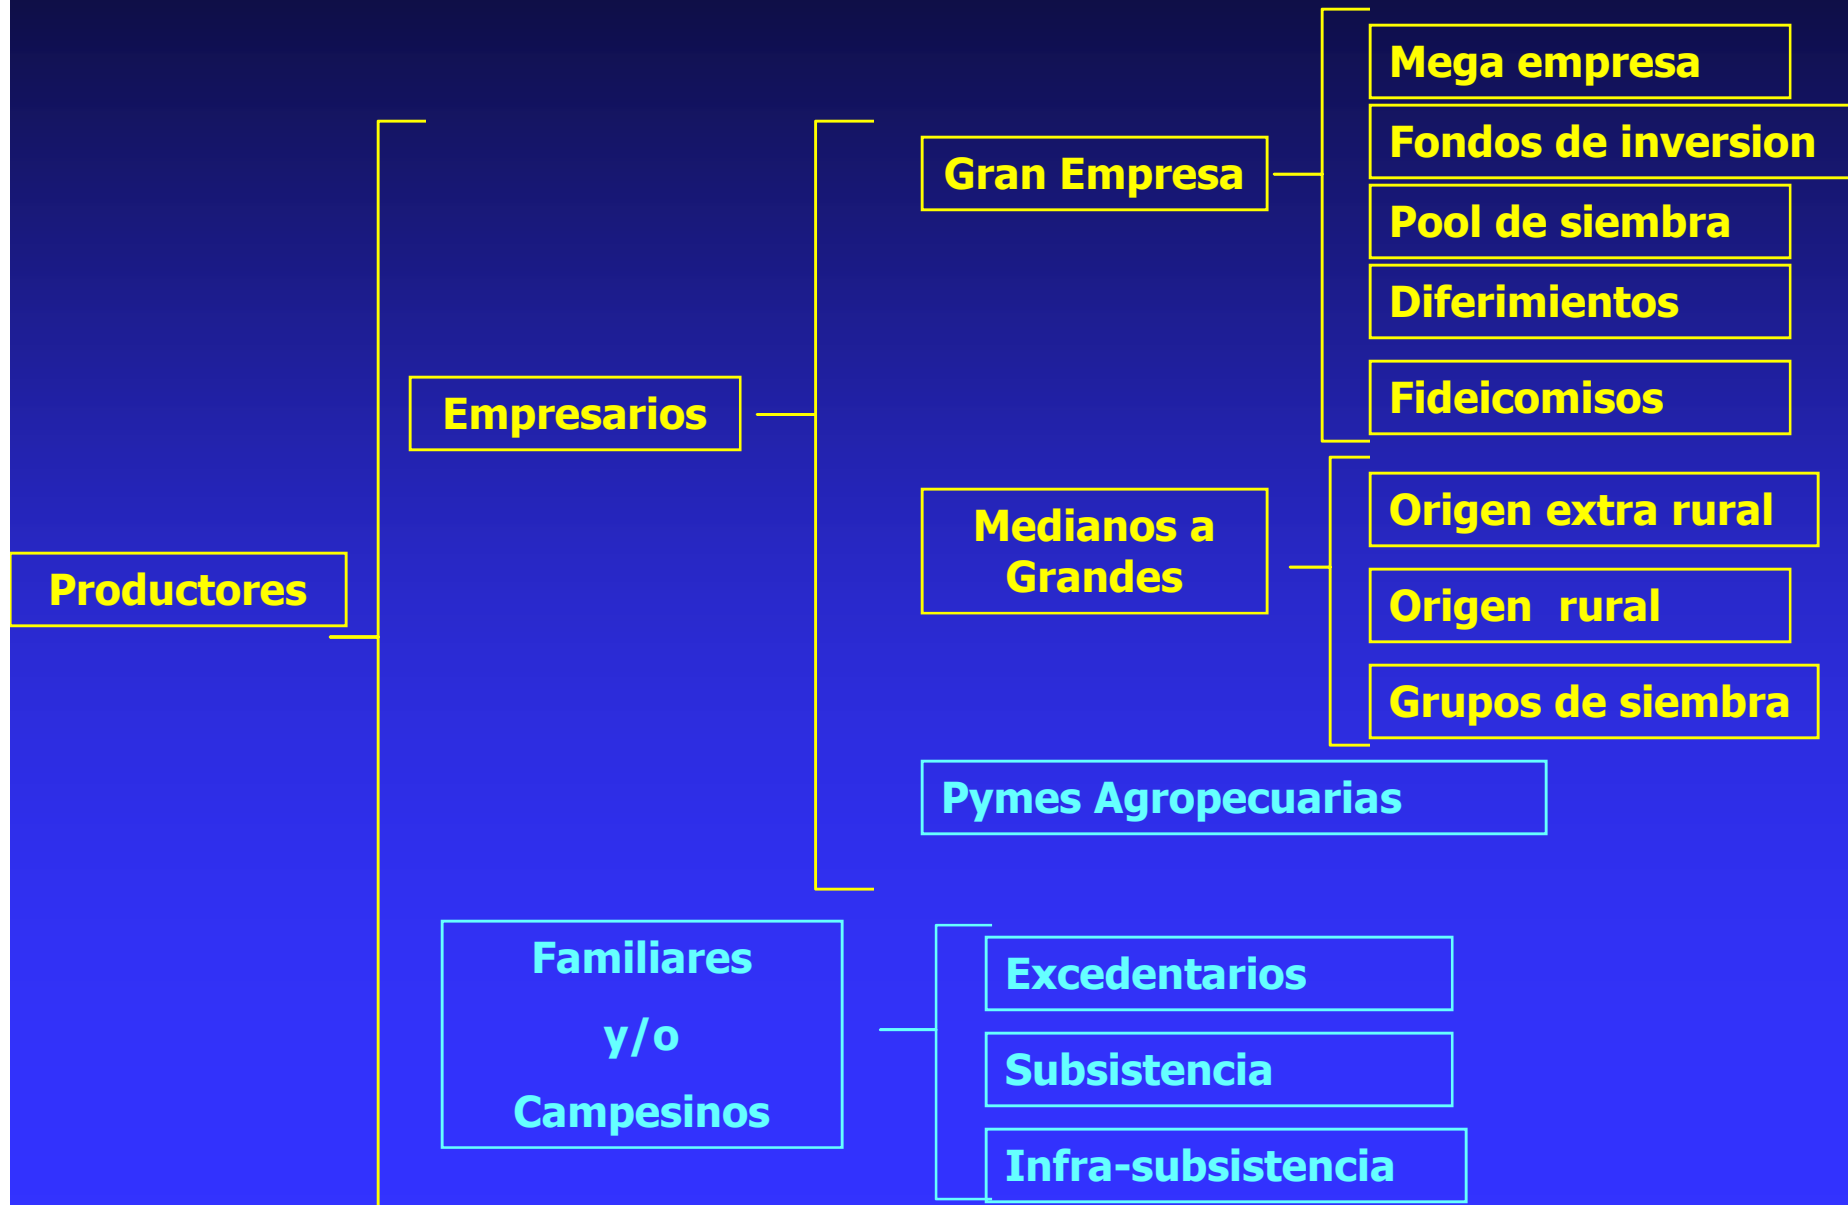 Productores
Empresarios
Gran Empresa
Mega empresa
Fondos de inversion
Pool de siembra
Diferimientos
Fideicomisos
Medianos a
Grandes
Origen extra rural
Origen rural
Grupos de siembra
Pymes Agropecuarias
Familiares
y/o
Campesinos
Excedentarios
Subsistencia
Infra-subsistencia